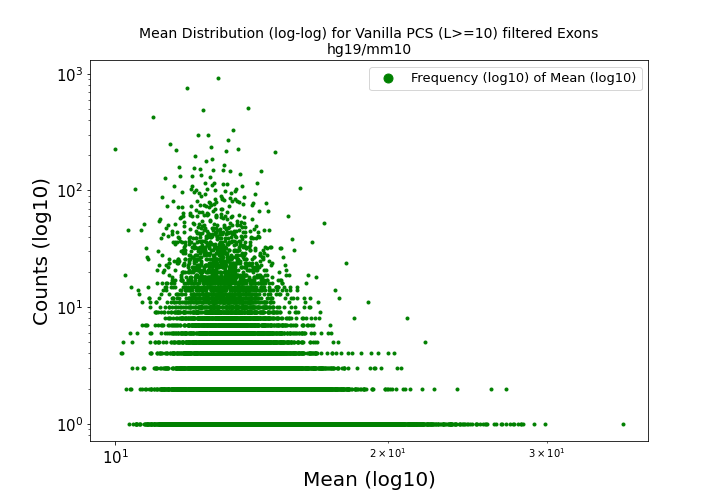 Mean Distribution (log-log) for Vanilla PCS (L>=10) filtered Exons
hg19/mm10
Frequency (log10) of Mean (log10)
Counts (log10)
10³
10²
10¹
10⁰
10¹
2 × 10¹
3 × 10¹
Mean (log10)